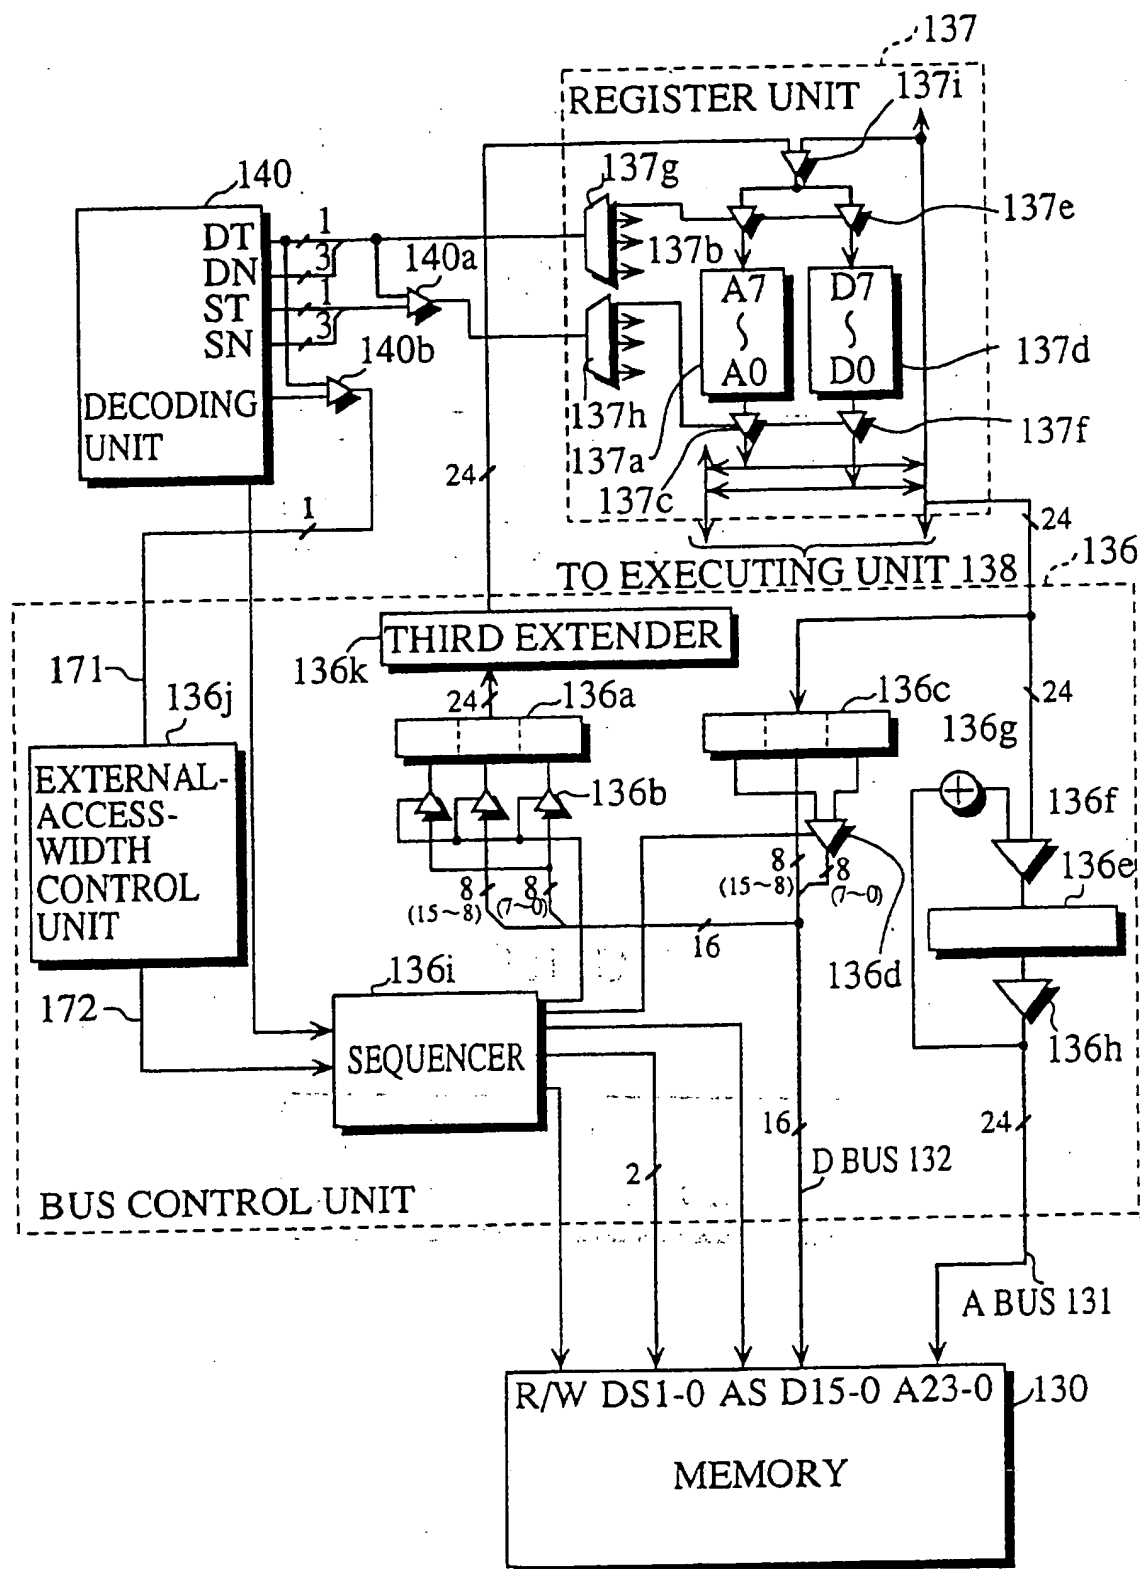 137
REGISTER UNIT
137i
140
137g
137e
DT
1
DN
3
140a
137b
ST
1
A7
D7
SN
3
140b
137d
A0
D0
DECODING
UNIT
137h
137f
137a
24
137c
1
24
TO EXECUTING UNIT 138
136
THIRD EXTENDER
171
136k
136j
24
136a
136c
24
136g
EXTERNAL-
ACCESS-
WIDTH
CONTROL
UNIT
136b
136f
8
(15~8)
8
(7~0)
8
(15~8)
8
(7~0)
136e
16
136d
172
136i
SEQUENCER
136h
16
24
2
D BUS 132
BUS CONTROL UNIT
A BUS 131
R/W DS1-0 AS D15-0 A23-0
130
MEMORY